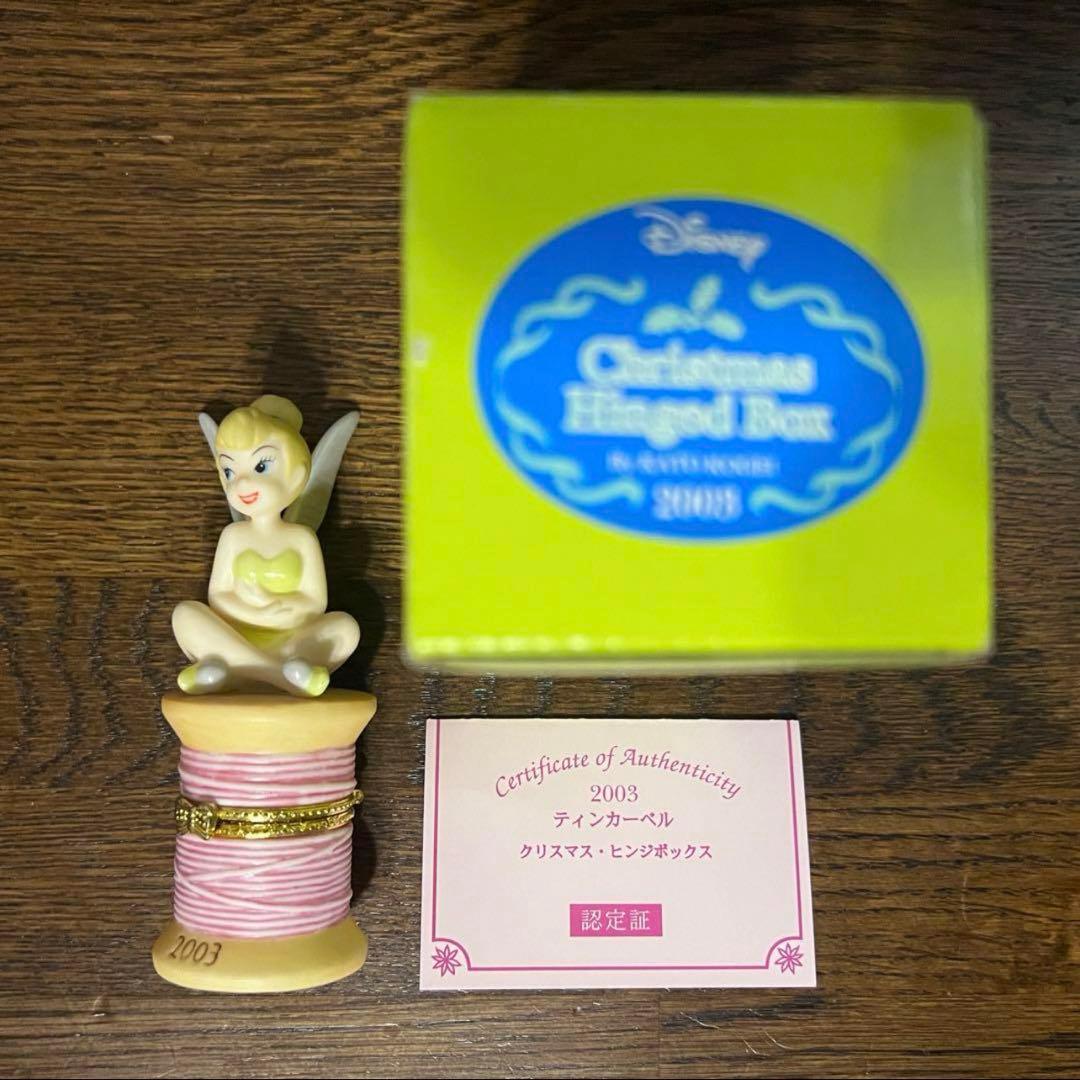 Disney
Christmas
Hinged Box
2003
Certificate of Authenticity
2003
ティンカーベル
クリスマス・ヒンジボックス
認定証
2003